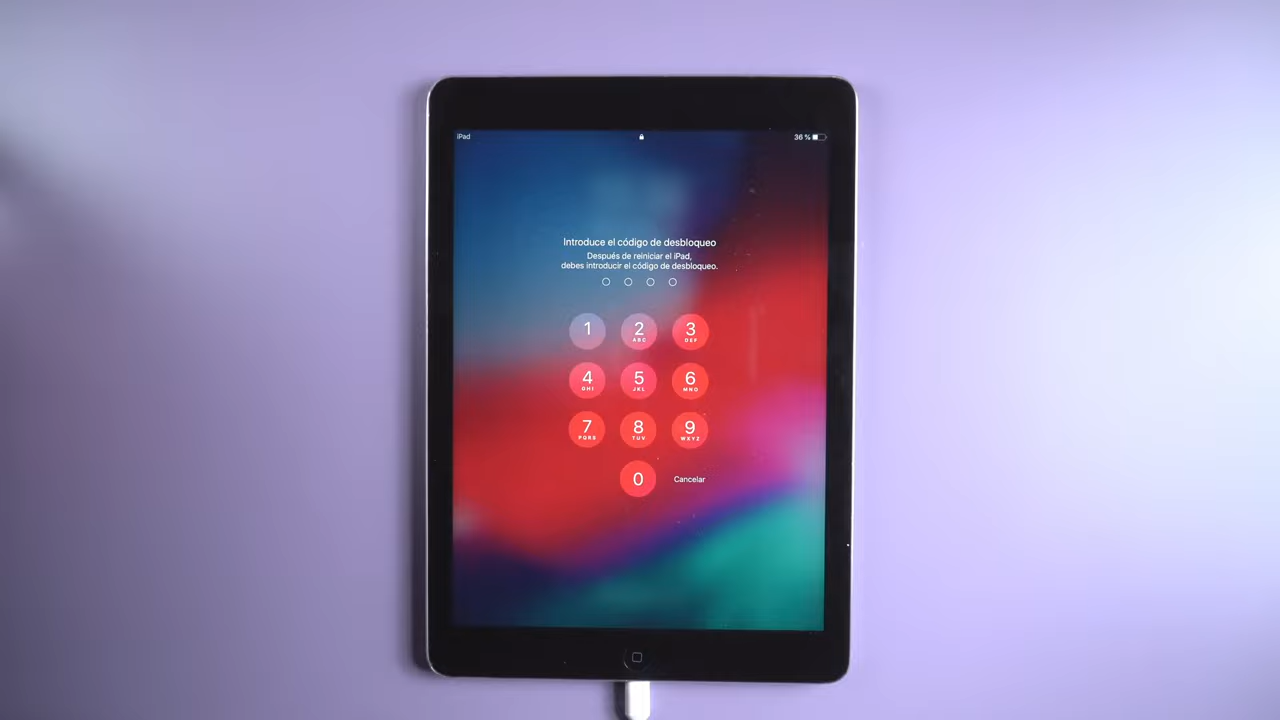 iPad 36 %
Introduce el código de desbloqueo
Después de reiniciar el iPad,
debes introducir el código de desbloqueo.
1 2 3
ABC DEF
4 5 6
GHI JKL MNO
7 8 9
PQRS TUV WXYZ
0 Cancelar